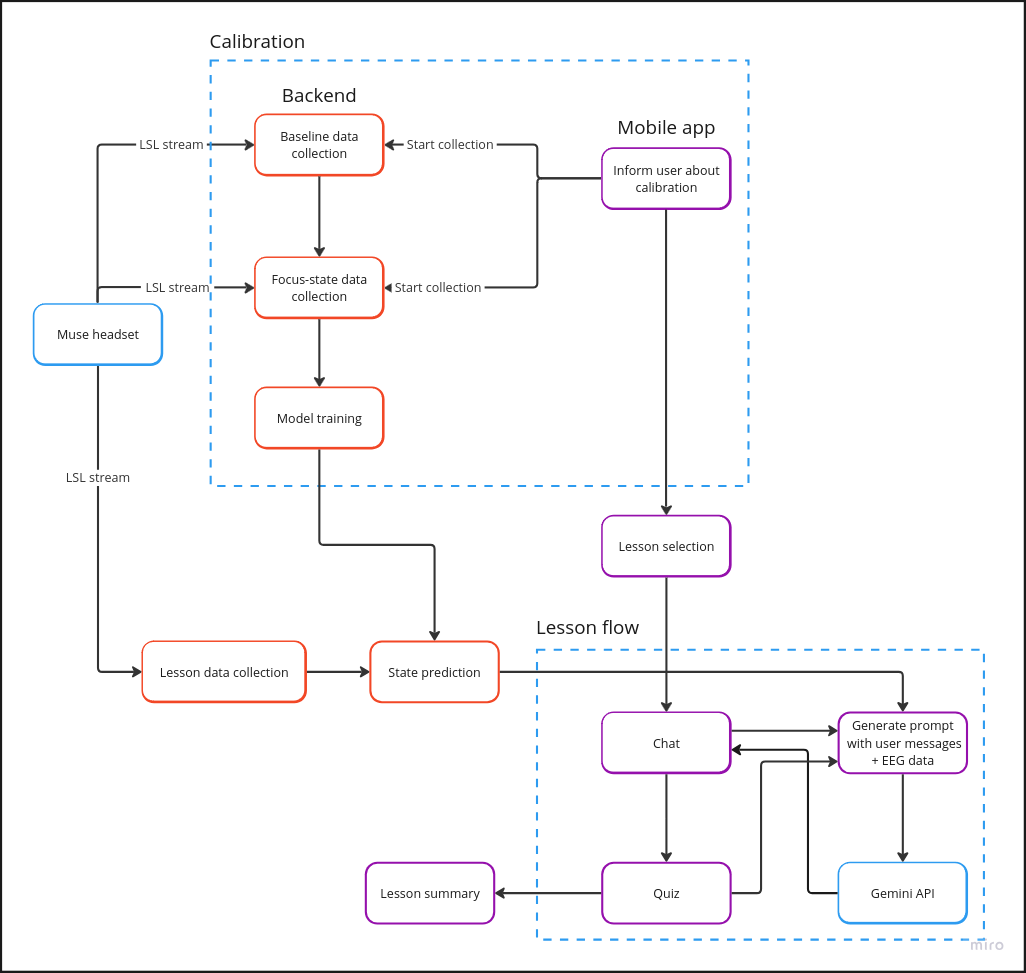 Calibration
Backend
Mobile app
Baseline data
collection
LSL stream
Start collection
Inform user about
calibration
Focus-state data
collection
LSL stream
Start collection
Muse headset
Model training
LSL stream
Lesson selection
Lesson flow
Lesson data collection
State prediction
Chat
Generate prompt
with user messages
+ EEG data
Lesson summary
Quiz
Gemini API
miro